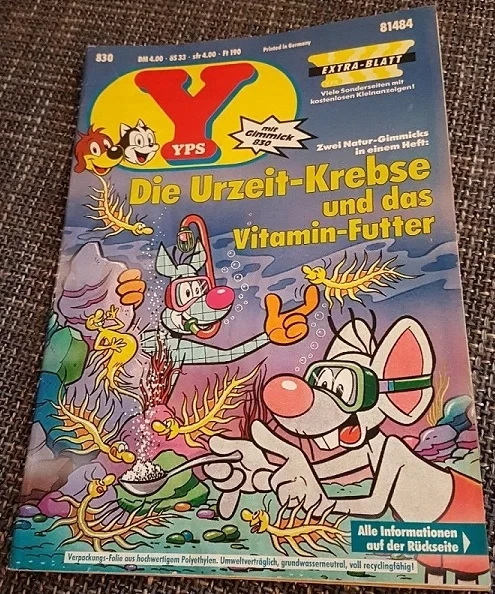 830
DM 4.00 · öS 33 · sfr 4.00 · Ft 190
Printed in Germany
81484
Y
YPS
mit
Gimmick
830
EXTRA-BLATT
Viele Sonderseiten mit
kostenlosen Kleinanzeigen!
Zwei Natur-Gimmicks
in einem Heft:
Die Urzeit-Krebse
und das
Vitamin-Futter
Alle Informationen
auf der Rückseite
Verpackungs-Folie aus hochwertigem Polyethylen. Umweltverträglich, grundwasserneutral, voll recyclingfähig!